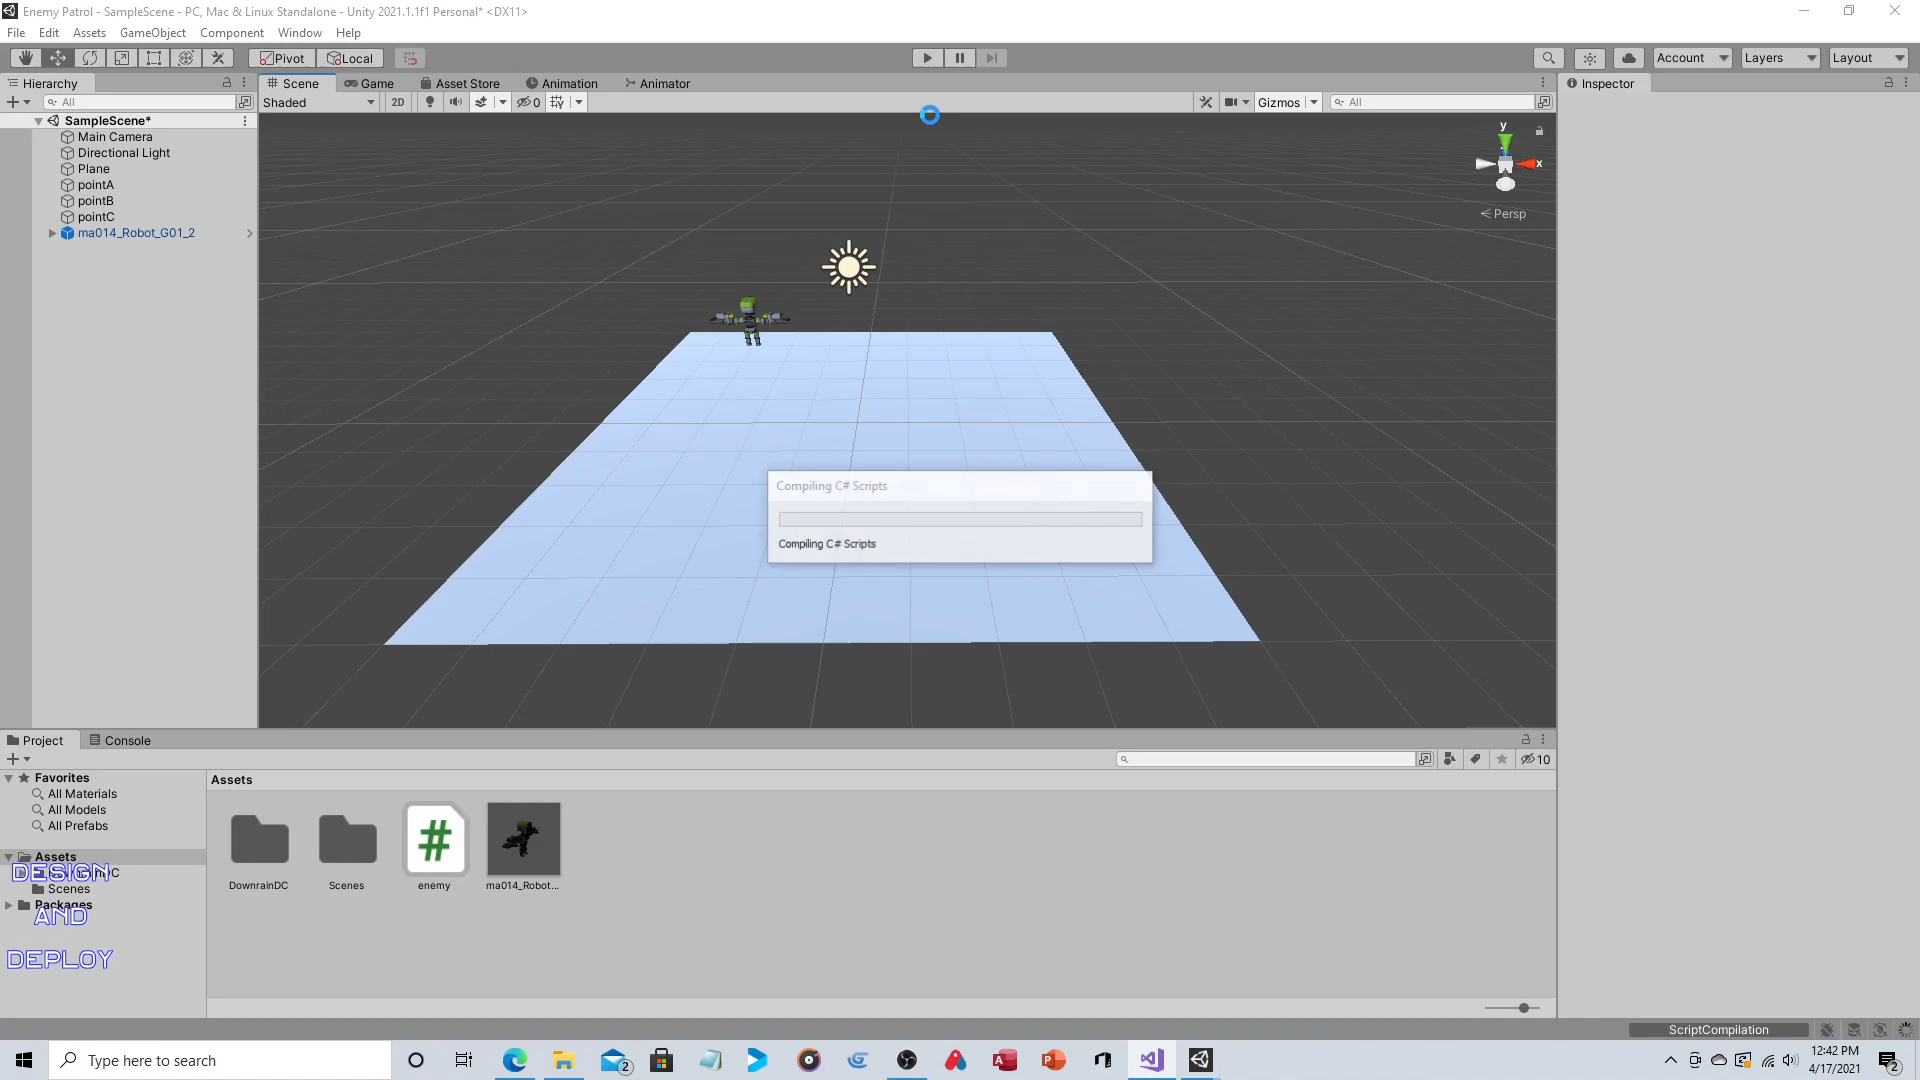 Enemy Patrol - SampleScene - PC, Mac & Linux Standalone - Unity 2021.1.1f1 Personal* <DX11>
File Edit Assets GameObject Component Window Help
Pivot Local Account Layers Layout
Hierarchy Scene Game Asset Store Animation Animator Inspector
All Shaded 2D 0 Gizmos All
SampleScene*
Main Camera
Directional Light
Plane
pointA
pointB
pointC
ma014_Robot_G01_2
y
x
Persp
Compiling C# Scripts
Compiling C# Scripts
Project Console
10
Favorites
All Materials
All Models
All Prefabs
Assets
Scenes
Packages
Assets
DownrainDC Scenes enemy ma014_Robot...
DESIGN
AND
DEPLOY
ScriptCompilation
Type here to search
2
12:42 PM
4/17/2021
2